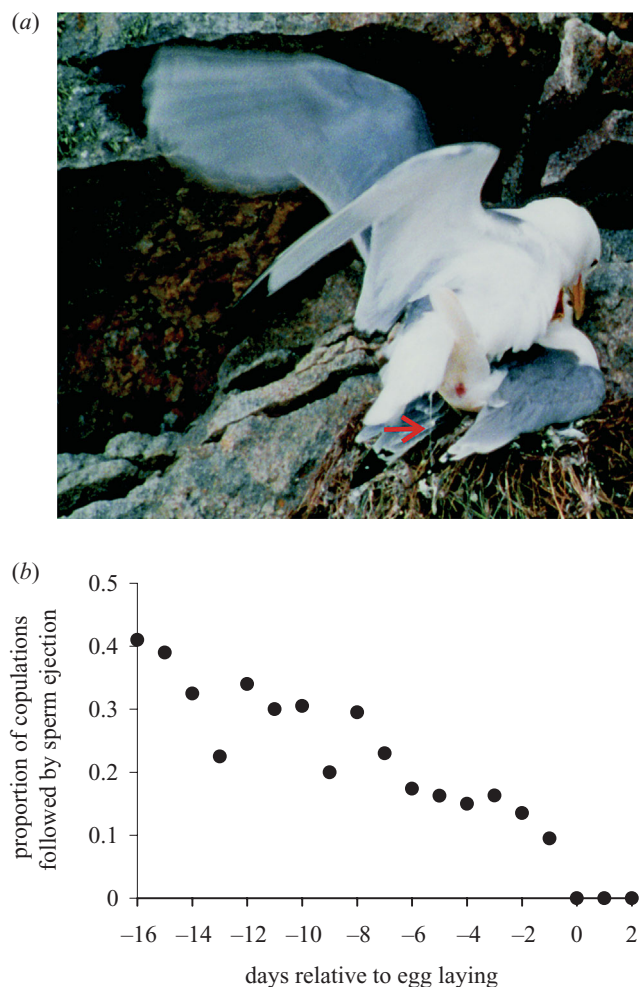 (a)
(b)
0.5
0.4
0.3
0.2
0.1
0
proportion of copulations
followed by sperm ejection
–16 –14 –12 –10 –8 –6 –4 –2 0 2
days relative to egg laying